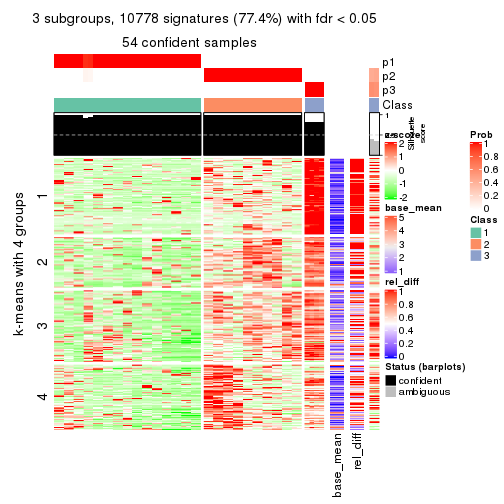 3 subgroups, 10778 signatures (77.4%) with fdr < 0.05
54 confident samples
p1
p2
p3
Class
1
Silhouette
score
k-means with 4 groups
1
2
3
4
base_mean
rel_diff
z-score
2
1
0
-1
-2
base_mean
5
4
3
2
1
rel_diff
1
0.8
0.6
0.4
0.2
0
Status (barplots)
confident
ambiguous
Prob
1
0.8
0.6
0.4
0.2
0
Class
1
2
3